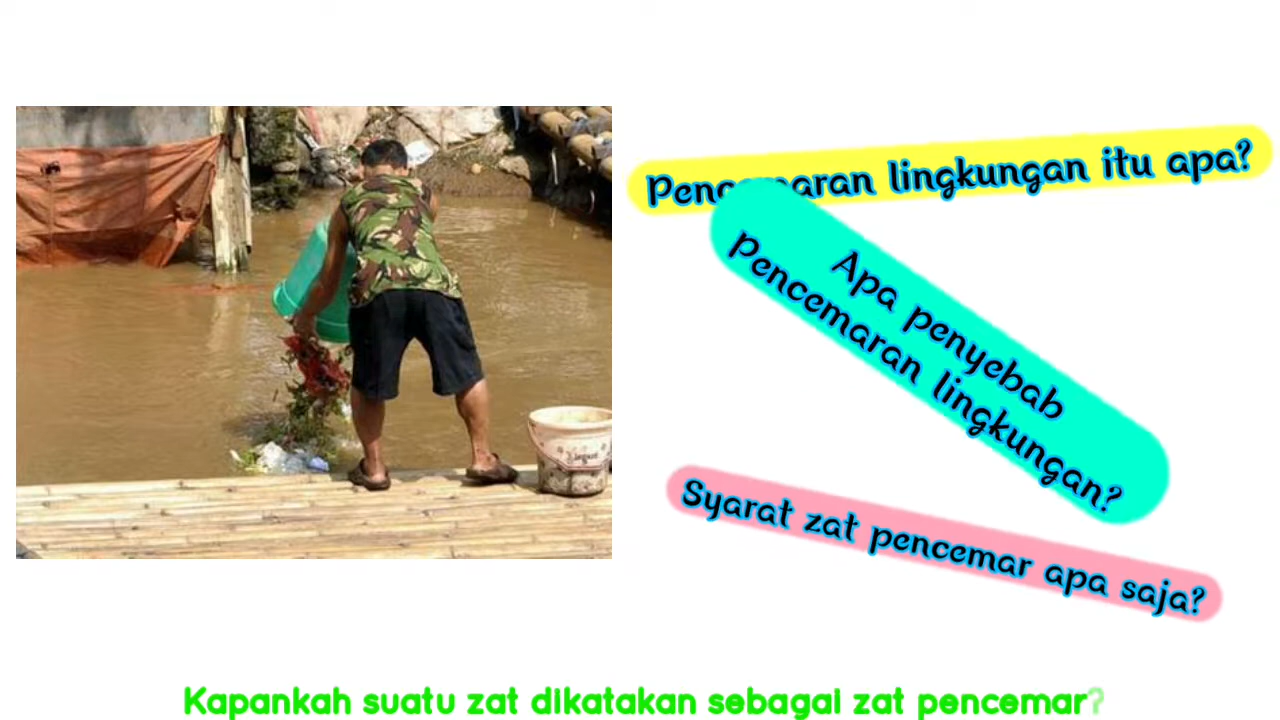 Pencemaran lingkungan itu apa?
Apa penyebab
Pencemaran lingkungan?
Syarat zat pencemar apa saja?
Kapankah suatu zat dikatakan sebagai zat pencemar?